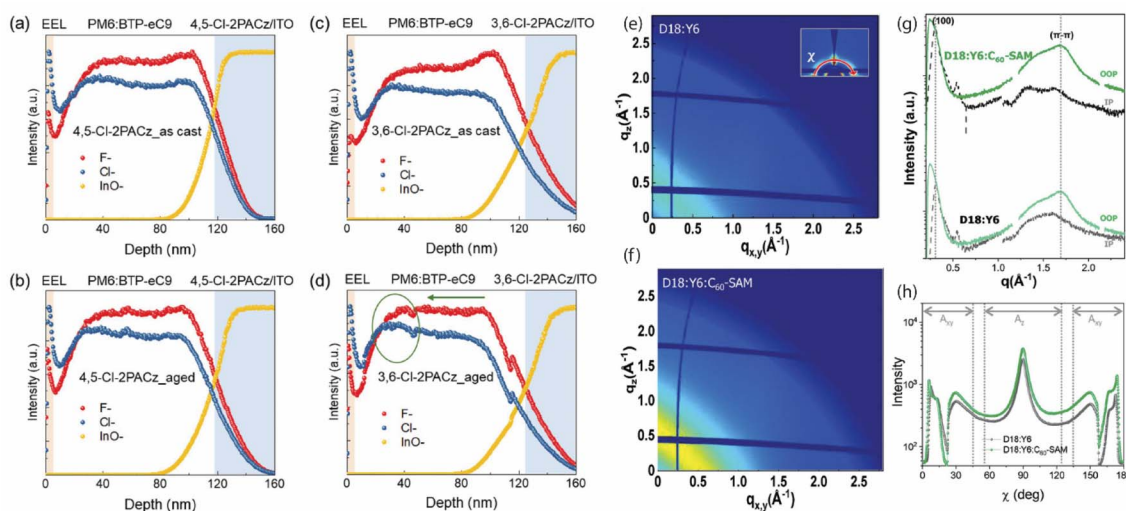 (a)
EEL PM6:BTP-eC9 4,5-Cl-2PACz/ITO
Intensity (a.u.)
4,5-Cl-2PACz_as cast
F-
Cl-
InO-
0 40 80 120 160
Depth (nm)
(b)
EEL PM6:BTP-eC9 4,5-Cl-2PACz/ITO
Intensity (a.u.)
4,5-Cl-2PACz_aged
F-
Cl-
InO-
0 40 80 120 160
Depth (nm)
(c)
EEL PM6:BTP-eC9 3,6-Cl-2PACz/ITO
Intensity (a.u.)
3,6-Cl-2PACz_as cast
F-
Cl-
InO-
0 40 80 120 160
Depth (nm)
(d)
EEL PM6:BTP-eC9 3,6-Cl-2PACz/ITO
Intensity (a.u.)
3,6-Cl-2PACz_aged
F-
Cl-
InO-
0 40 80 120 160
Depth (nm)
(e)
D18:Y6
χ
qz(Å⁻¹)
2.5
2.0
1.5
1.0
0.5
0
0 0.5 1.0 1.5 2.0 2.5
qx,y(Å⁻¹)
(f)
D18:Y6:C60-SAM
qz(Å⁻¹)
2.5
2.0
1.5
1.0
0.5
0
0 0.5 1.0 1.5 2.0 2.5
qx,y(Å⁻¹)
(g)
(100)
(π-π)
D18:Y6:C60-SAM
OOP
IP
D18:Y6
OOP
IP
Intensity
0.5 1.0 1.5 2.0
q(Å⁻¹)
(h)
Axy Az Axy
Intensity
10⁴
10³
10²
D18:Y6
D18:Y6:C60-SAM
0 30 60 90 120 150 180
χ (deg)